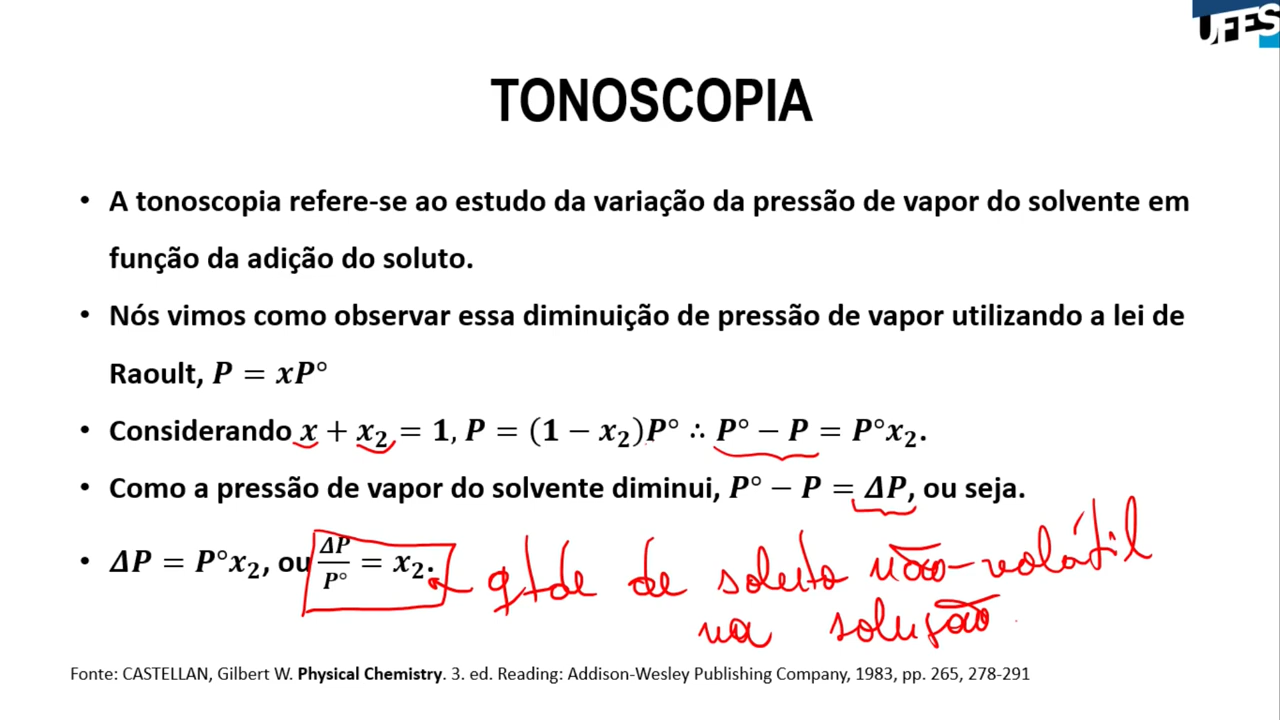 UFES
TONOSCOPIA
• A tonoscopia refere-se ao estudo da variação da pressão de vapor do solvente em
função da adição do soluto.
• Nós vimos como observar essa diminuição de pressão de vapor utilizando a lei de
Raoult, P = xP°
• Considerando x + x₂ = 1, P = (1 − x₂)P° ∴ P° − P = P°x₂.
• Como a pressão de vapor do solvente diminui, P° − P = ΔP, ou seja.
• ΔP = P°x₂, ou ΔP/P° = x₂. qtde de soluto não-volátil
na solução
Fonte: CASTELLAN, Gilbert W. Physical Chemistry. 3. ed. Reading: Addison-Wesley Publishing Company, 1983, pp. 265, 278-291